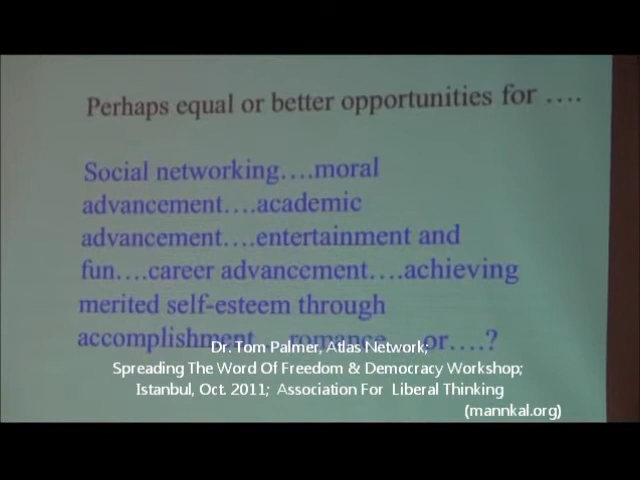 Perhaps equal or better opportunities for ….
Social networking….moral
advancement….academic
advancement….entertainment and
fun….career advancement….achieving
merited self-esteem through
accomplishment....romance....or….?
Dr. Tom Palmer, Atlas Network;
Spreading The Word Of Freedom & Democracy Workshop;
Istanbul, Oct. 2011; Association For Liberal Thinking
(mannkal.org)